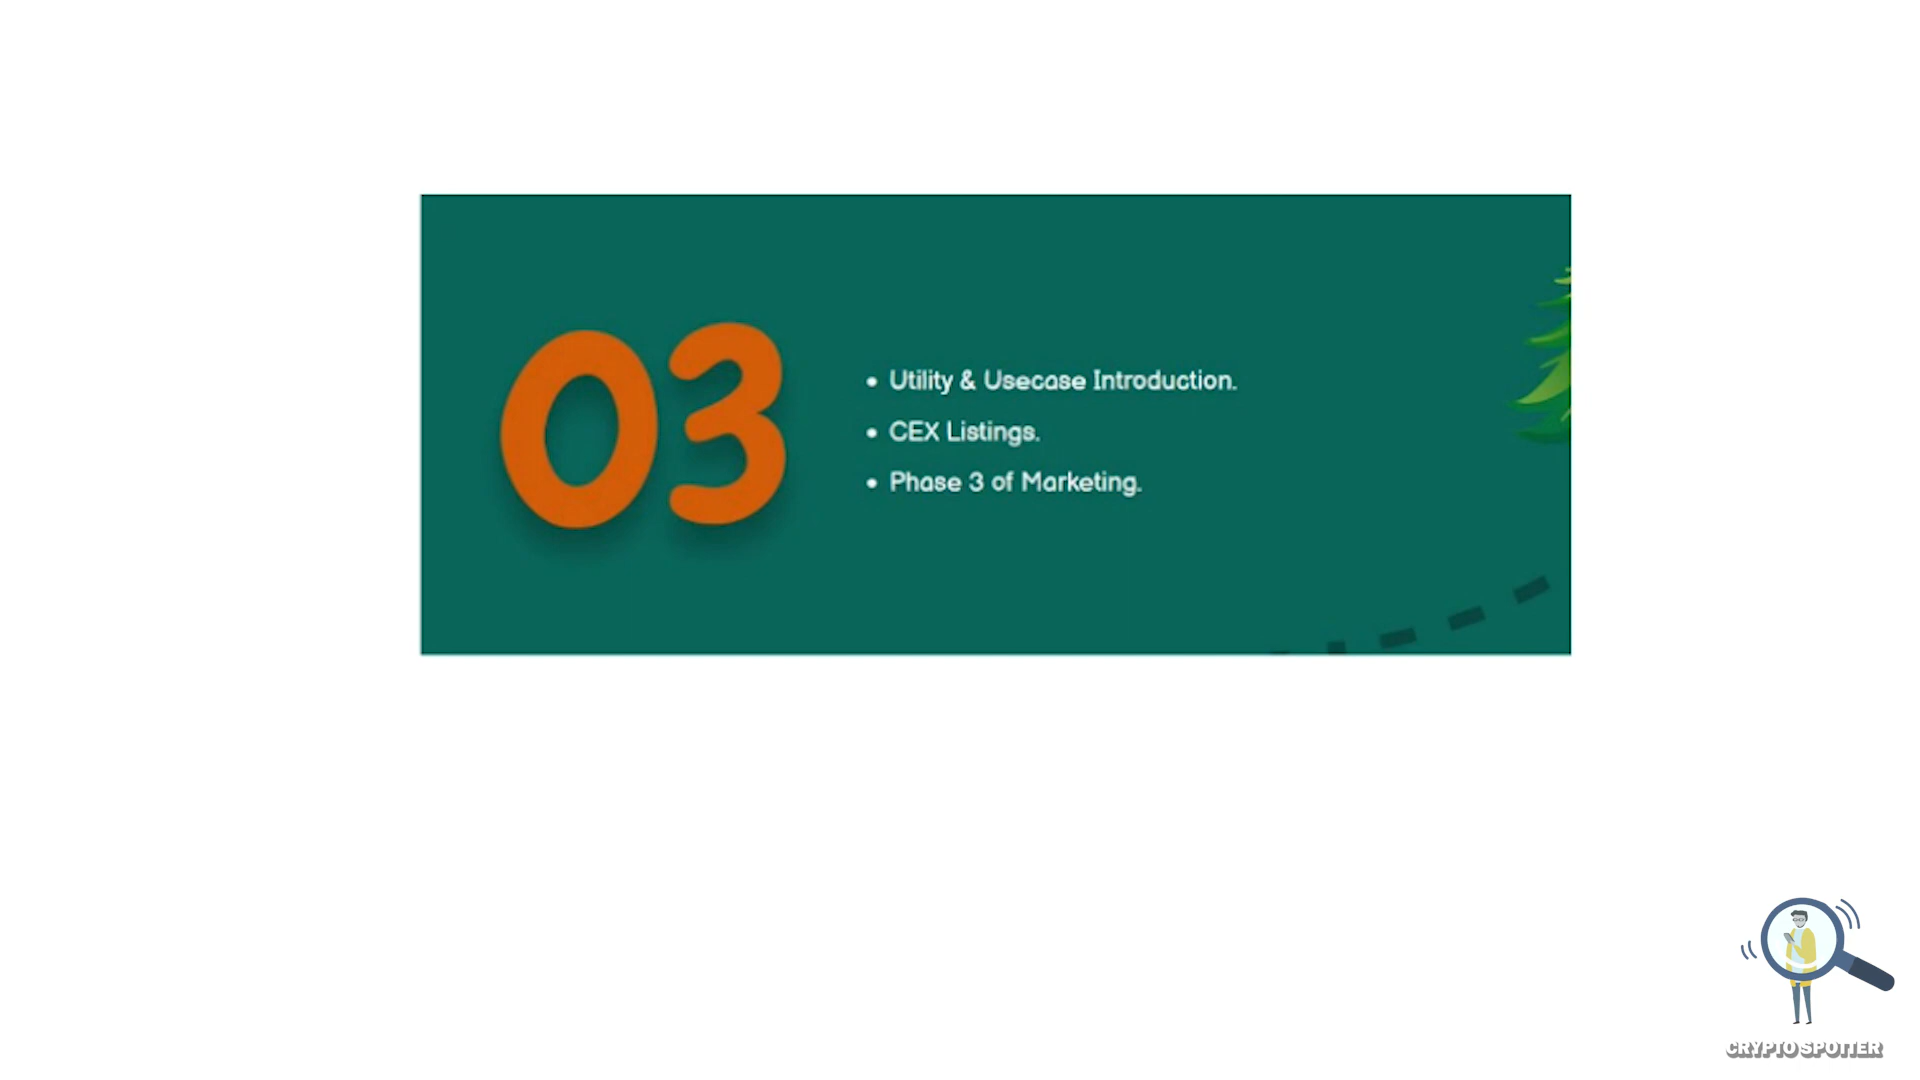 03
• Utility & Usecase Introduction.
• CEX Listings.
• Phase 3 of Marketing.
CRYPTO SPOTTER